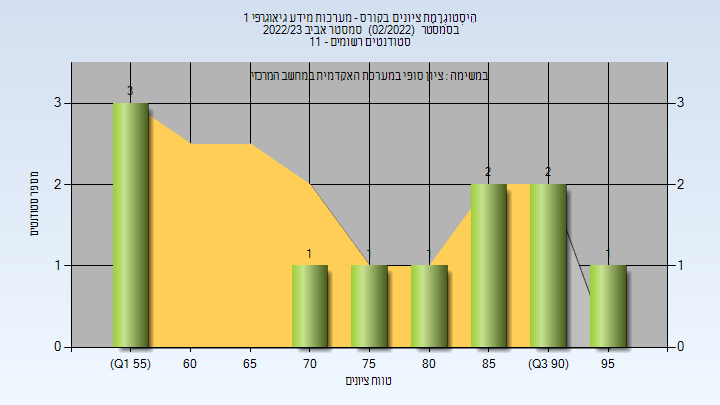 היסטוגרמת ציונים בקורס - מערכות מידע גיאוגרפי 1
בסמסטר (02/2022) סמסטר אביב 2022/23
סטודנטים רשומים - 11
במשימה : ציון סופי במערכת האקדמית במחשב המרכזי
מספר סטודנטים
3
2
1
0
3
2
1
0
3
1
1
1
2
2
1
(Q1 55)
60
65
70
75
80
85
(Q3 90)
95
טווח ציונים